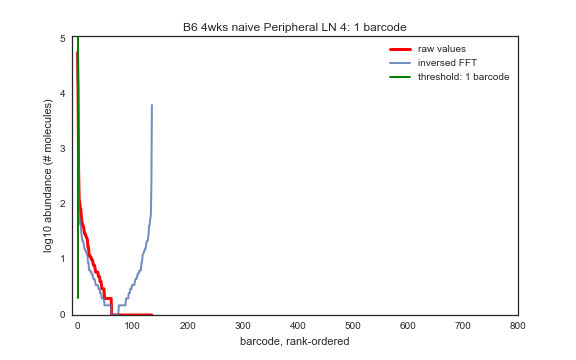 B6 4wks naive Peripheral LN 4: 1 barcode
raw values
inversed FFT
threshold: 1 barcode
log10 abundance (# molecules)
5
4
3
2
1
0
0 100 200 300 400 500 600 700 800
barcode, rank-ordered